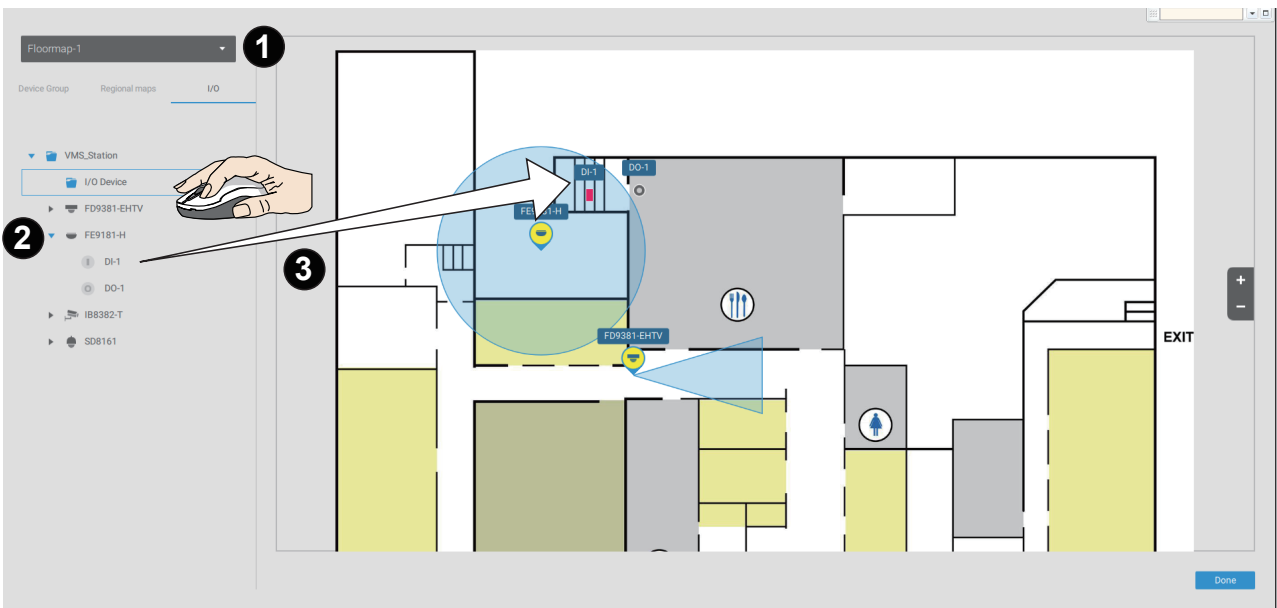 Floormap-1
1
Device Group
Regional maps
I/O
VMS_Station
I/O Device
FD9381-EHTV
2
FE9181-H
DI-1
DO-1
3
IB8382-T
SD8161
DI-1
DO-1
FD9381-EHTV
EXIT
+
−
Done